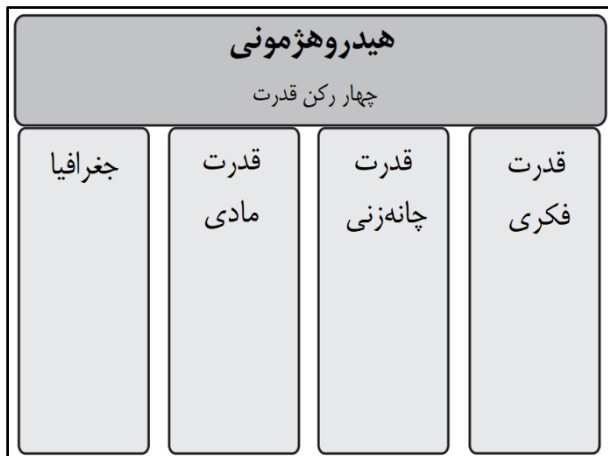 هیدروهژمونی
چهار رکن قدرت
قدرت
فکری
قدرت
چانه‌زنی
قدرت
مادی
جغرافیا